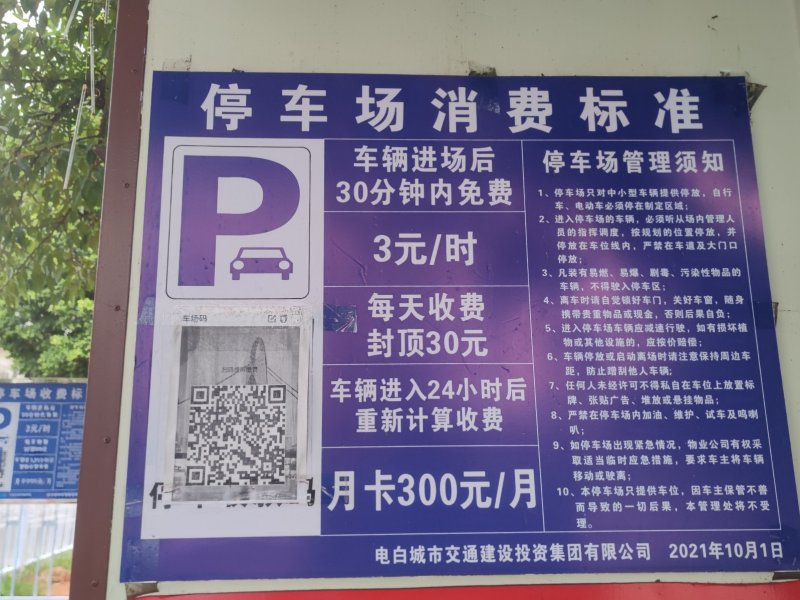 停车场消费标准
P
车辆进场后
30分钟内免费
3元/时
每天收费
封顶30元
车辆进入24小时后
重新计算收费
月卡300元/月
车场码
停车场管理须知
1、停车场只对中小型车辆提供停放，自行
车、电动车必须停在制定区域；
2、进入停车场的车辆，必须听从场内管理人
员的指挥调度，按规划的位置停放，并
停放在车位线内，严禁在车道及大门口
停放；
3、凡装有易燃、易爆、剧毒、污染性物品的
车辆，不得驶入停车区；
4、离车时请自觉锁好车门，关好车窗，随身
携带贵重物品或现金，否则后果自负；
5、进入停车场车辆应减速行驶，如有损坏植
物或其他设施的，应按价赔偿；
6、车辆停放或启动离场时请注意保持周边车
距，防止蹭刮他人车辆；
7、任何人未经许可不得私自在车位上放置标
牌、张贴广告、堆放或悬挂物品；
8、严禁在停车场内加油、维护、试车及鸣喇
叭；
9、如停车场出现紧急情况，物业公司有权采
取适当临时应急措施，要求车主将车辆
移动或驶离；
10、本停车场只提供车位，因车主保管不善
而导致的一切后果，本管理处将不受
理。
电白城市交通建设投资集团有限公司 2021年10月1日
停车场收费标
3元/时